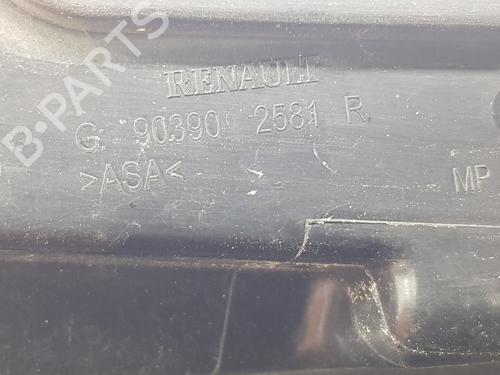 B-PARTS
RENAULT
G. 90390 2581 R
>ASA<
MP